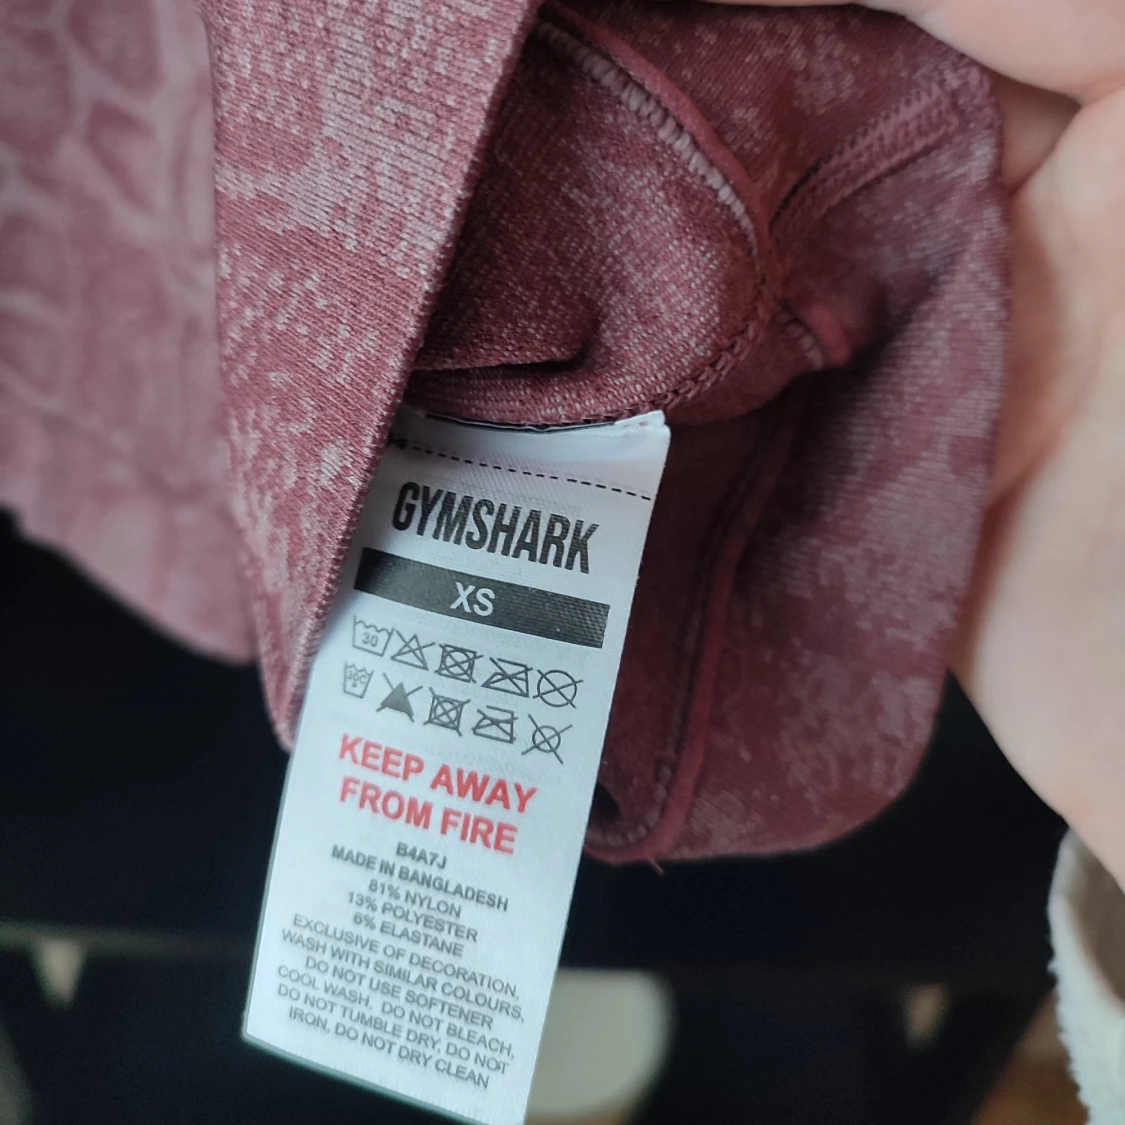 GYMSHARK
XS
30
KEEP AWAY
FROM FIRE
B4A7J
MADE IN BANGLADESH
81% NYLON
13% POLYESTER
6% ELASTANE
EXCLUSIVE OF DECORATION,
WASH WITH SIMILAR COLOURS,
DO NOT USE SOFTENER
COOL WASH, DO NOT BLEACH,
DO NOT TUMBLE DRY, DO NOT
IRON, DO NOT DRY CLEAN